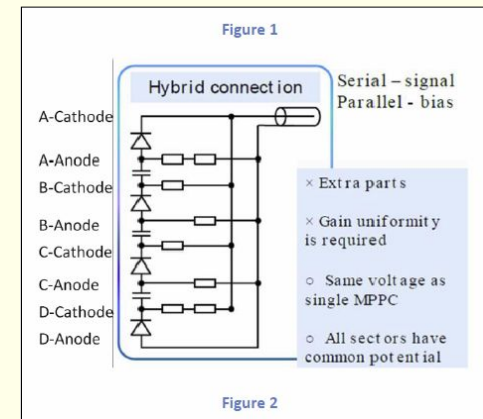 Figure 1
Hybrid connection
Serial – signal
Parallel - bias
A-Cathode
A-Anode
B-Cathode
B-Anode
C-Cathode
C-Anode
D-Cathode
D-Anode
× Extra parts
× Gain uniformity
is required
○ Same voltage as
single MPPC
○ All sectors have
common potential
Figure 2